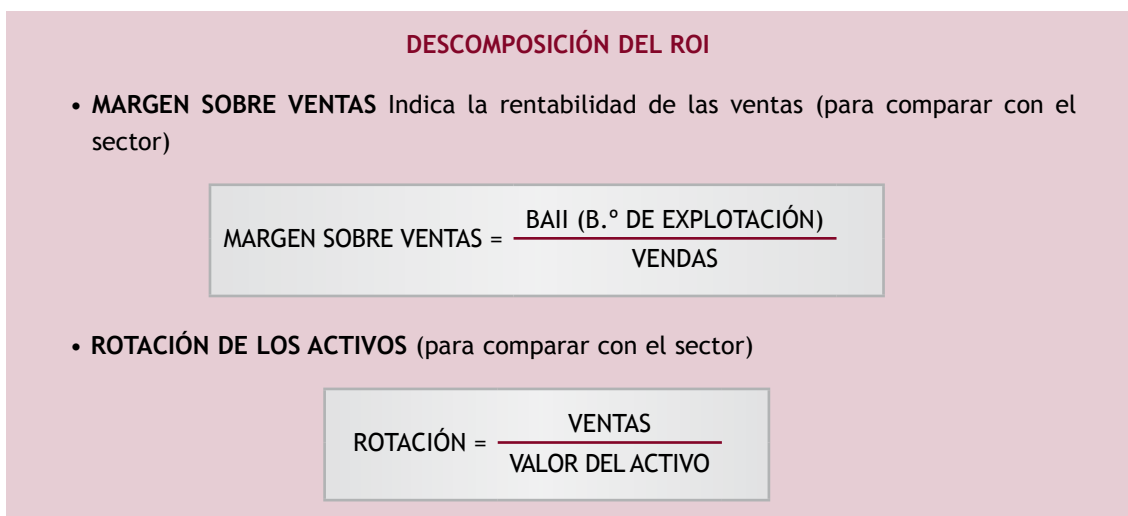 DESCOMPOSICIÓN DEL ROI
• MARGEN SOBRE VENTAS Indica la rentabilidad de las ventas (para comparar con el
sector)
MARGEN SOBRE VENTAS = BAII (B.º DE EXPLOTACIÓN)
VENDAS
• ROTACIÓN DE LOS ACTIVOS (para comparar con el sector)
ROTACIÓN = VENTAS
VALOR DEL ACTIVO